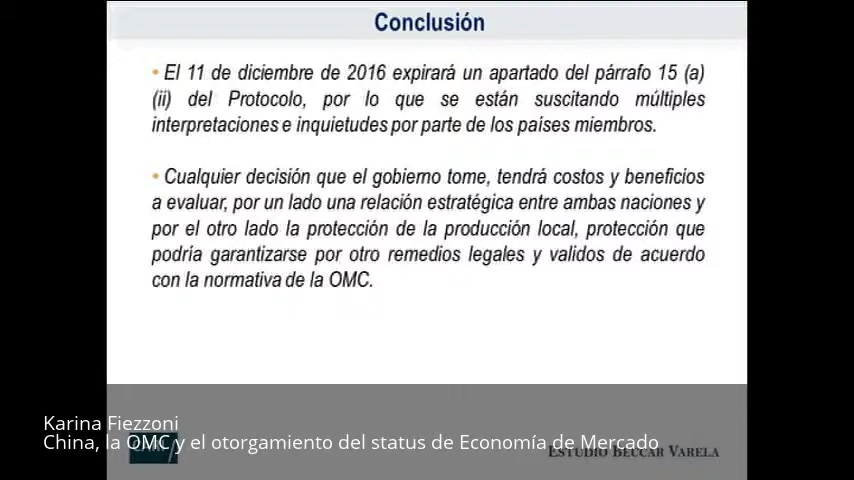 Conclusión
• El 11 de diciembre de 2016 expirará un apartado del párrafo 15 (a)
(ii) del Protocolo, por lo que se están suscitando múltiples
interpretaciones e inquietudes por parte de los países miembros.
• Cualquier decisión que el gobierno tome, tendrá costos y beneficios
a evaluar, por un lado una relación estratégica entre ambas naciones y
por el otro lado la protección de la producción local, protección que
podría garantizarse por otro remedios legales y validos de acuerdo
con la normativa de la OMC.
Karina Fiezzoni
China, la OMC y el otorgamiento del status de Economía de Mercado
ESTUDIO BECCAR VARELA